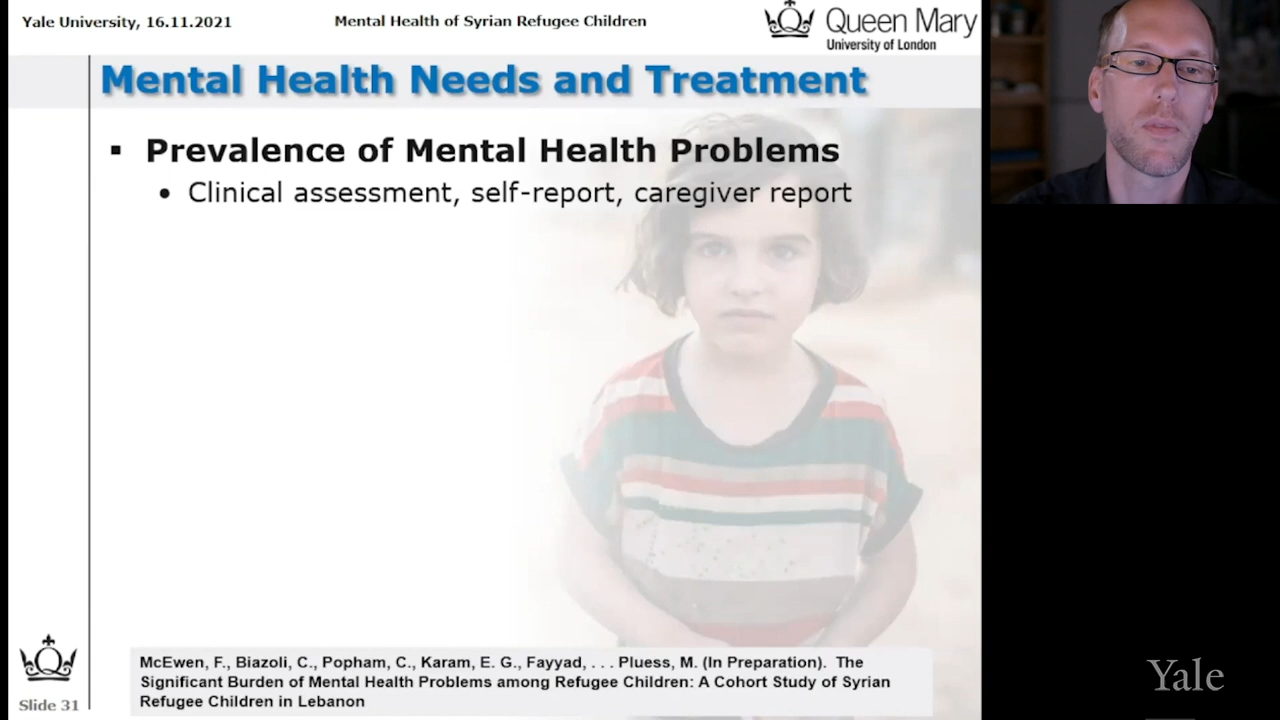 Yale University, 16.11.2021
Mental Health of Syrian Refugee Children
Queen Mary
University of London
Mental Health Needs and Treatment
▪ Prevalence of Mental Health Problems
• Clinical assessment, self-report, caregiver report
McEwen, F., Biazoli, C., Popham, C., Karam, E. G., Fayyad, . . . Pluess, M. (In Preparation). The
Significant Burden of Mental Health Problems among Refugee Children: A Cohort Study of Syrian
Refugee Children in Lebanon
Slide 31
Yale